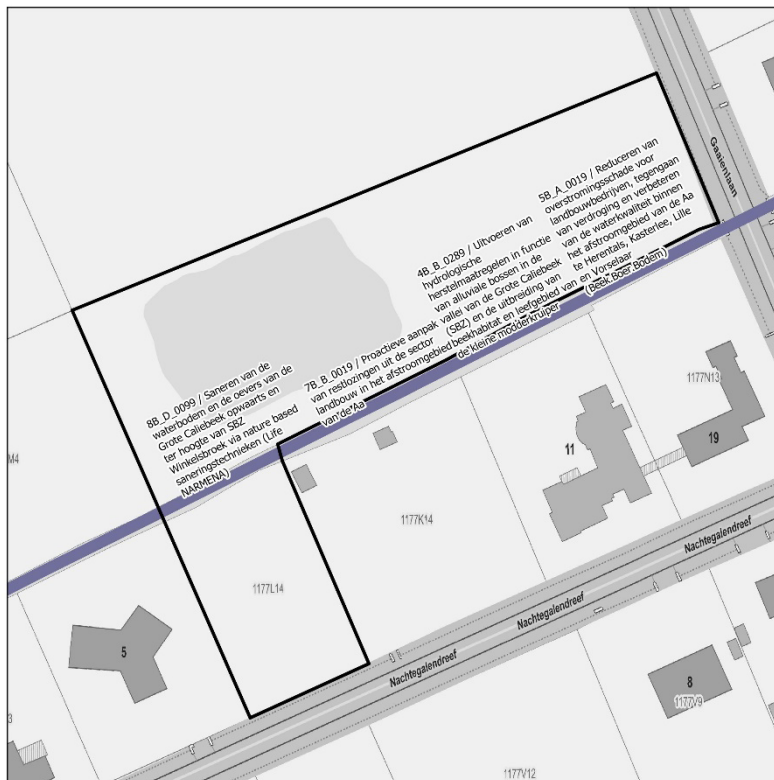 Gaaienlaan
5B_A_0019 / Reduceren van
overstromingsschade voor
landbouwbedrijven, tegengaan
van verdroging en verbeteren
van de waterkwaliteit binnen
het afstroomgebied van de Aa
te Herentals, Kasterlee, Lille
en Vorselaar
(Beek.Boer.Bodem)
4B_B_0289 / Uitvoeren van
hydrologische
herstelmaatregelen in functie
van alluviale bossen in de
vallei van de Grote Caliebeek
(SBZ) en de uitbreiding van
beekhabitat en leefgebied van
de kleine modderkruiper
7B_B_0019 / Proactieve aanpak
van restlozingen uit de sector
landbouw in het afstroomgebied
van de Aa
8B_D_0099 / Saneren van de
waterbodem en de oevers van de
Grote Caliebeek opwaarts en
ter hoogte van SBZ
Winkelsbroek via nature based
saneringstechnieken (Life
NARMENA)
1177N13
19
11
M4
1177K14
1177L14
Nachtegalendreef
Nachtegalendreef
Nachtegalendreef
5
8
1177V9
3
1177V12